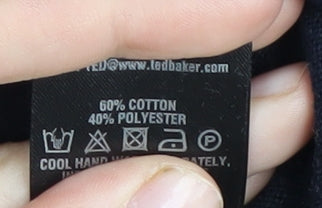 TED@www.tedbaker.com
60% COTTON
40% POLYESTER
P
COOL HAND